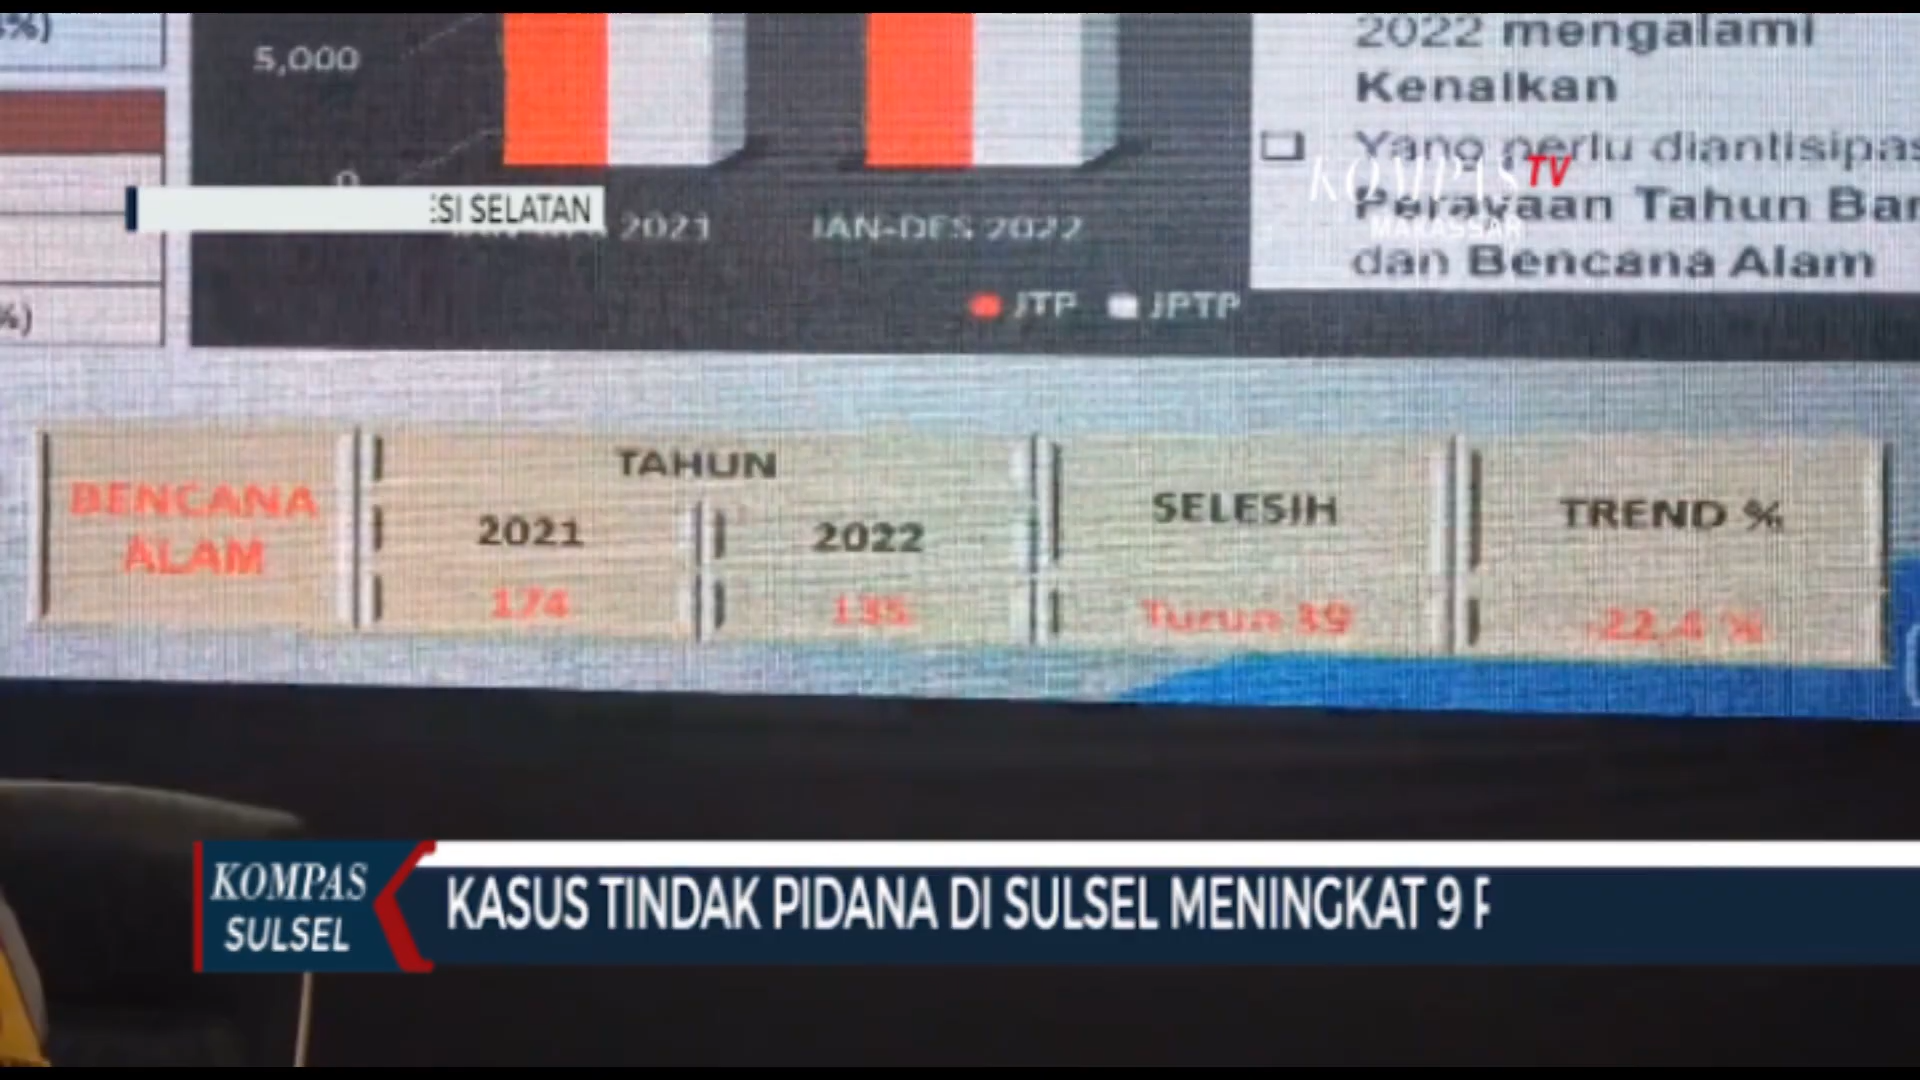 %)
5,000
0
2021
JAN-DES 2022
JTP
JPTP
2022 mengalami
Kenaikan
Yang perlu diantisipas
Perayaan Tahun Bar
dan Bencana Alam
KOMPAS TV
MAKASSAR
SI SELATAN
%)
BENCANA
ALAM
TAHUN
2021
2022
SELESIH
TREND %
174
135
Turun 39
-22,4 %
KOMPAS
SULSEL
KASUS TINDAK PIDANA DI SULSEL MENINGKAT 9 P